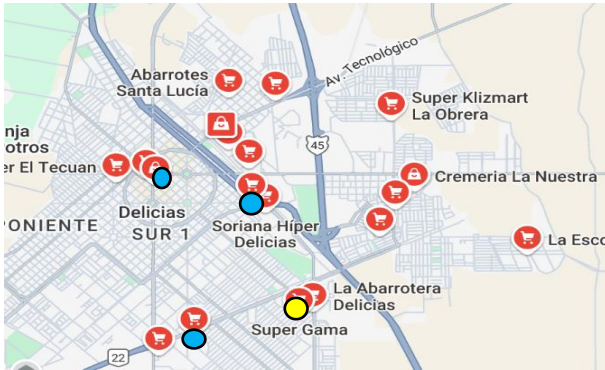 Av. Tecnológico
Abarrotes
Santa Lucía
Super Klizmart
La Obrera
nja
otros
er El Tecuan
45
Cremeria La Nuestra
Delicias
SUR 1
PONIENTE
Soriana Híper
Delicias
La Esco
La Abarrotera
Delicias
Super Gama
22